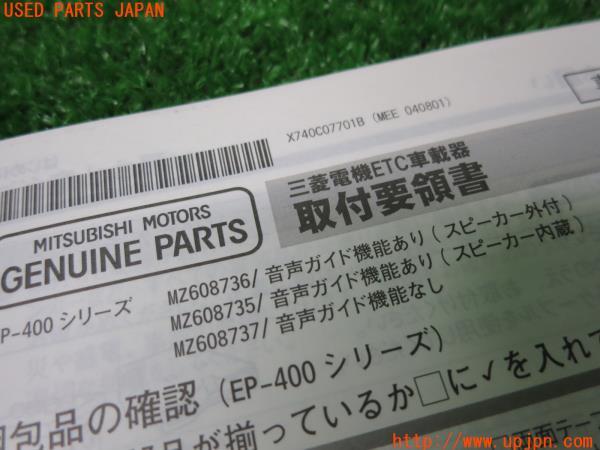 USED PARTS JAPAN
X740C07701B (MEE 040801)
三菱電機ETC車載器
取付要領書
MITSUBISHI MOTORS
GENUINE PARTS
P-400 シリーズ
MZ608736/ 音声ガイド機能あり(スピーカー外付)
MZ608735/ 音声ガイド機能あり(スピーカー内蔵)
MZ608737/ 音声ガイド機能なし
包品の確認(EP-400 シリーズ)
品が揃っているか□に✓を入れて
http://www.upjpn.com/